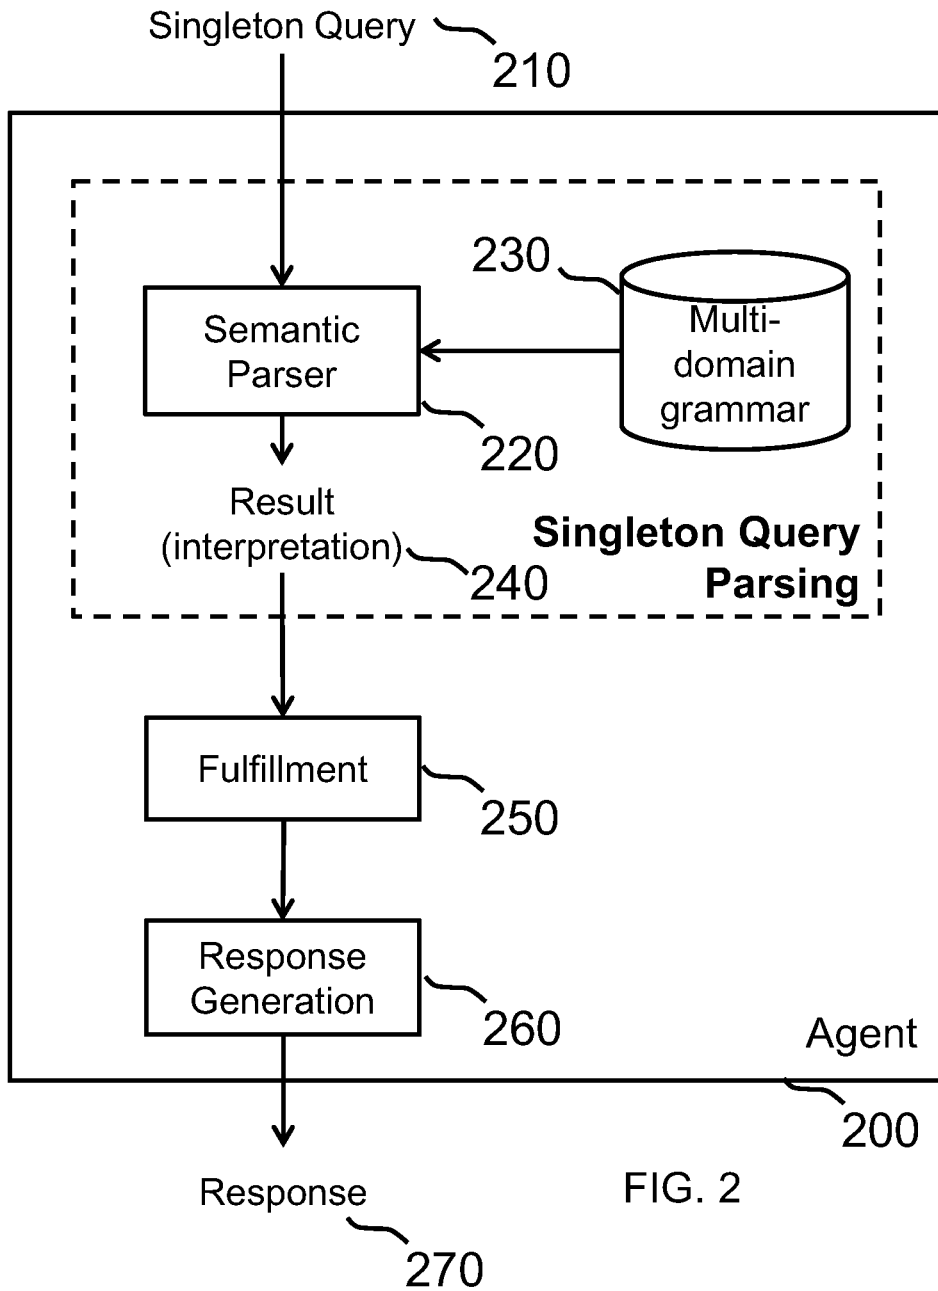 Singleton Query
210
230
Multi-
domain
grammar
Semantic
Parser
220
Result
(interpretation)
240
Singleton Query
Parsing
Fulfillment
250
Response
Generation
260
Agent
200
Response
270
FIG. 2